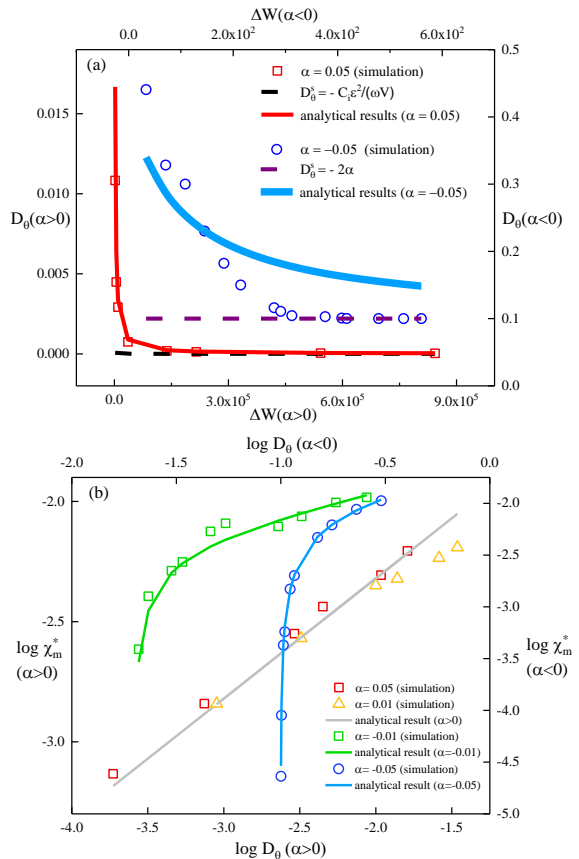 ΔW(α<0)
0.0 1.5x10² 3.0x10² 4.5x10² 6.0x10²
(a)
α = 0.05 (simulation)
D_θ^s = - C_i ε²/(ωV)
analytical results (α = 0.05)
α = −0.05 (simulation)
D_θ^s = - 2α
analytical results (α = −0.05)
D_θ(α>0)
0.015
0.010
0.005
0.000
D_θ(α<0)
0.5
0.4
0.3
0.2
0.1
0.0
0.0 3.0x10⁵ 6.0x10⁵ 9.0x10⁵
ΔW(α>0)
log D_θ (α<0)
-2.0 -1.5 -1.0 -0.5 0.0
(b)
-2.0
-2.5
-3.0
log χ_m^*
(α>0)
-2.0
-2.5
-3.0
-3.5
-4.0
-4.5
-5.0
log χ_m^*
(α<0)
α= 0.05 (simulation)
α= 0.01 (simulation)
analytical result (α>0)
α= -0.01 (simulation)
analytical result (α=-0.01)
α= -0.05 (simulation)
analytical result (α=-0.05)
-4.0 -3.5 -3.0 -2.5 -2.0 -1.5
log D_θ (α>0)